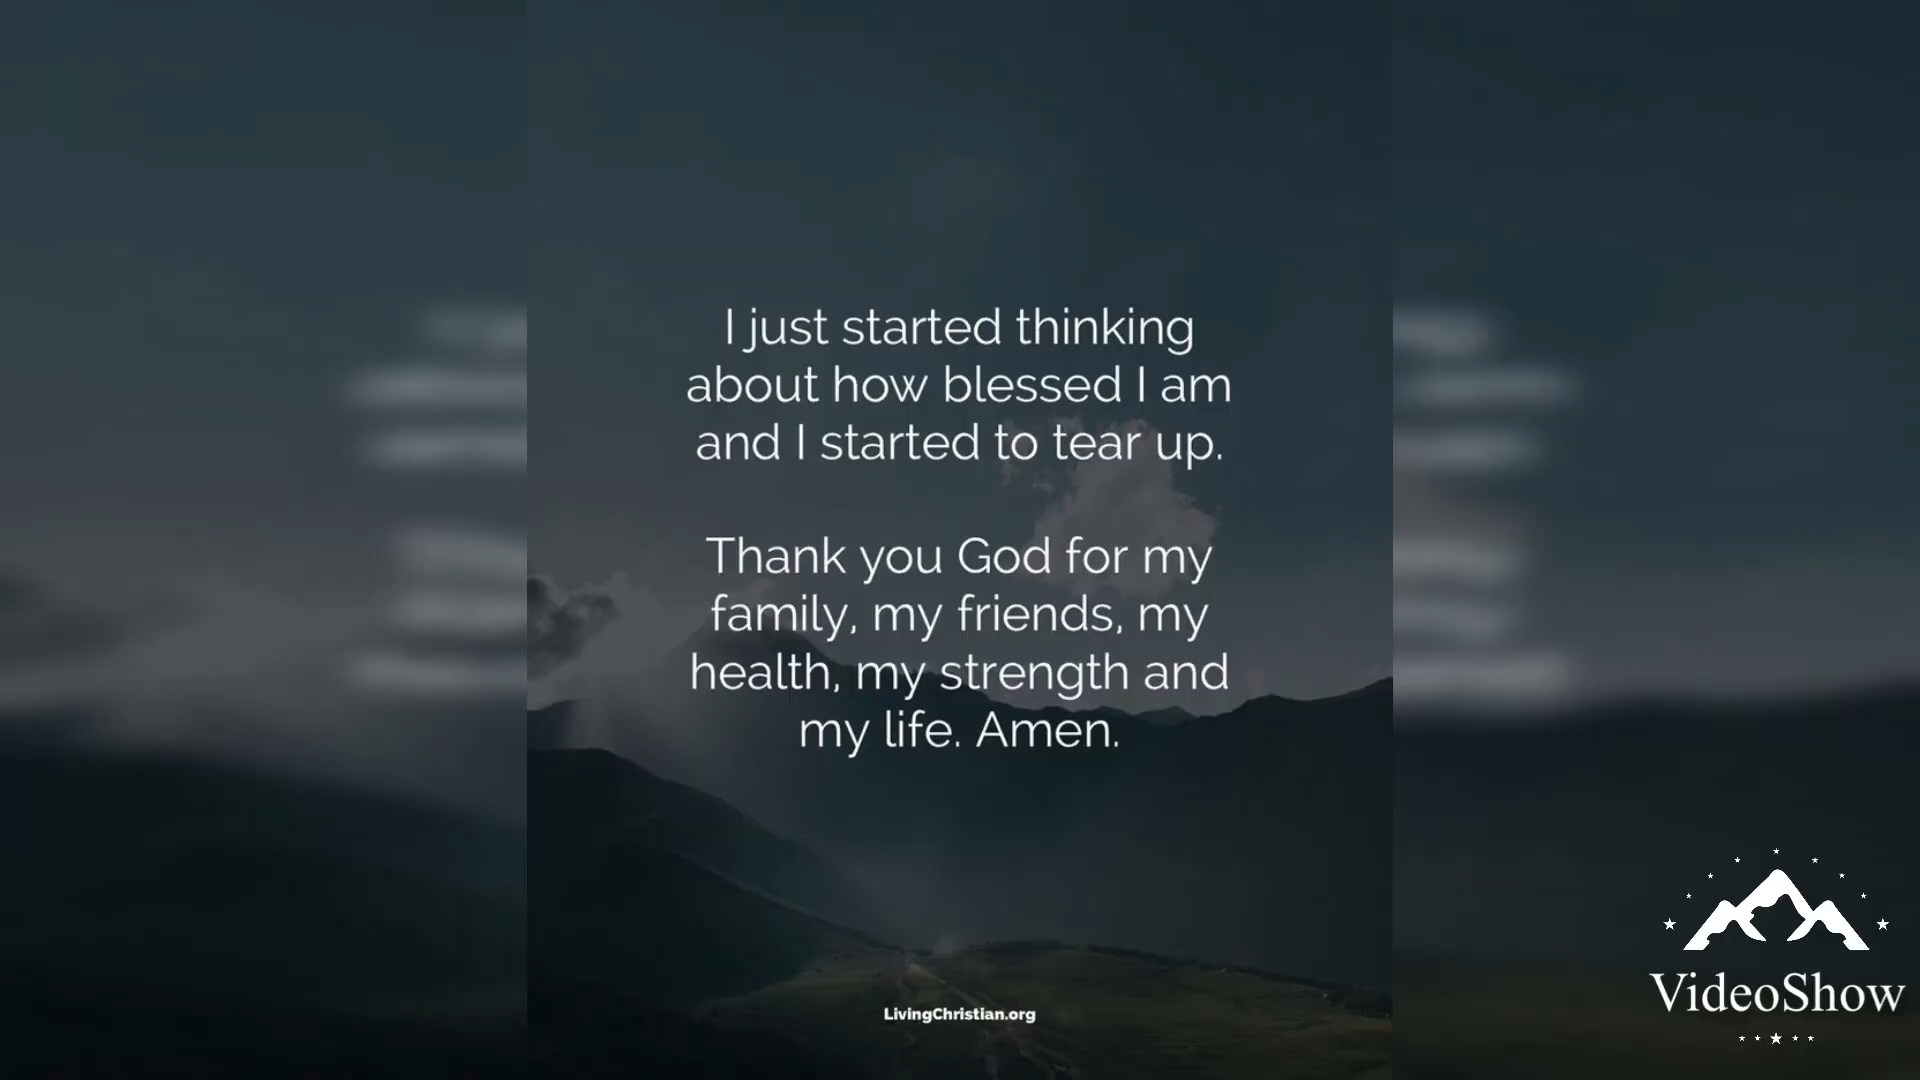 I just started thinking
about how blessed I am
and I started to tear up.
Thank you God for my
family, my friends, my
health, my strength and
my life. Amen.
LivingChristian.org
VideoShow